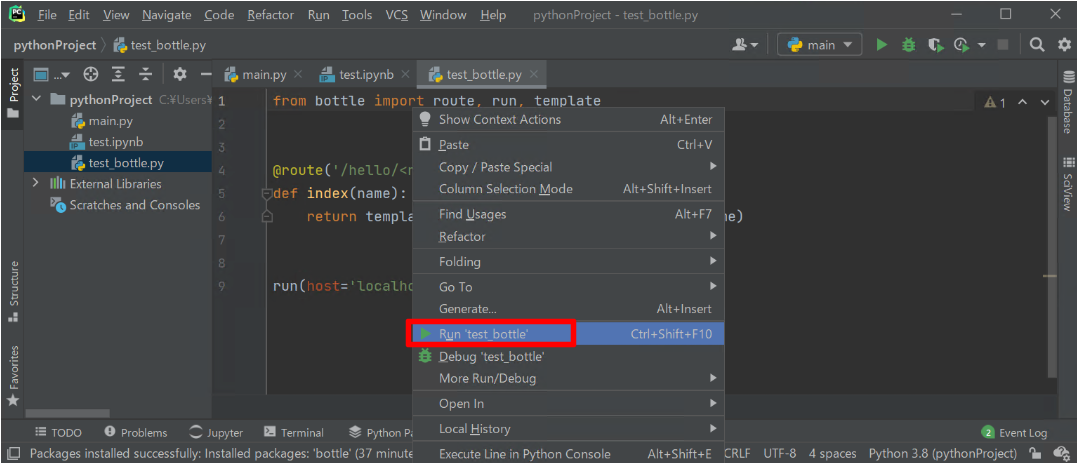 PC File Edit View Navigate Code Refactor Run Tools VCS Window Help pythonProject - test_bottle.py
pythonProject test_bottle.py main
Project ... main.py test.ipynb test_bottle.py
pythonProject C:¥Users¥
main.py
test.ipynb
test_bottle.py
External Libraries
Scratches and Consoles
1 from bottle import route, run, template
2
3
4 @route('/hello/
5 def index(name):
6 return e)
7
8
9 run(host=
1
Show Context Actions Alt+Enter
Paste Ctrl+V
Copy / Paste Special
Column Selection Mode Alt+Shift+Insert
Find Usages Alt+F7
Refactor
Folding
Go To
Generate... Alt+Insert
Run 'test_bottle' Ctrl+Shift+F10
Debug 'test_bottle'
More Run/Debug
Open In
Local History
Execute Line in Python Console Alt+Shift+E
Structure
Favorites
Database
SciView
TODO Problems Jupyter Terminal Python 2 Event Log
Packages installed successfully: Installed packages: 'bottle' (37 CRLF UTF-8 4 spaces Python 3.8 (pythonProject)